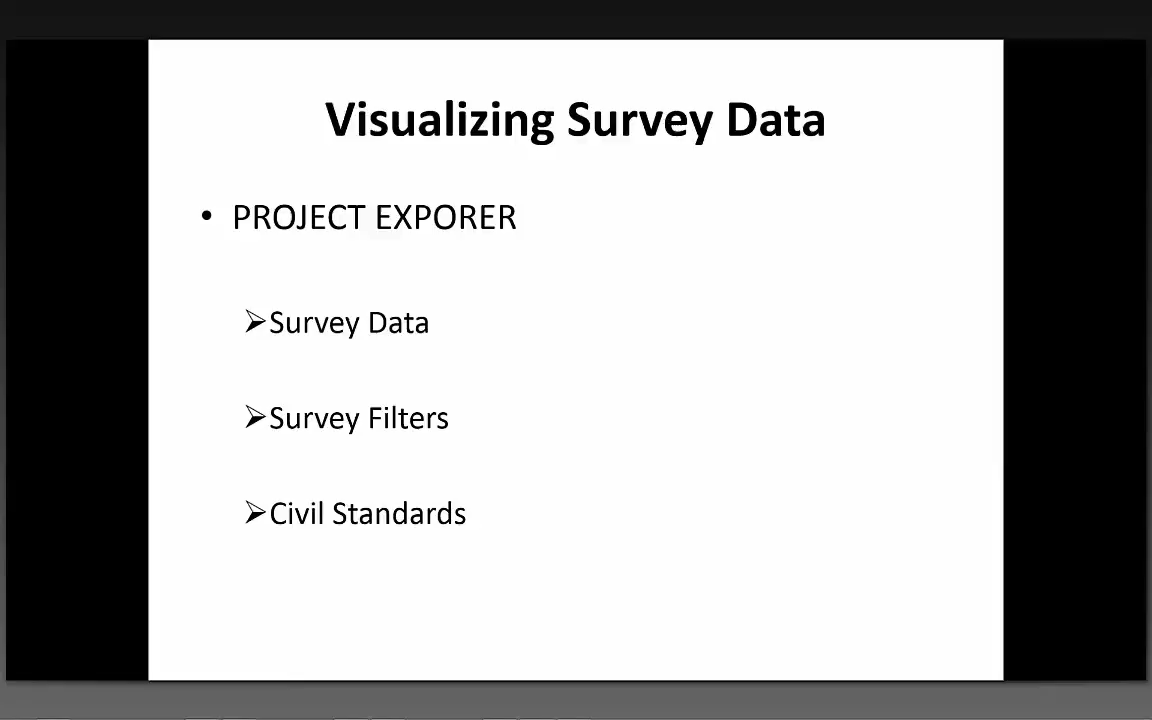 Visualizing Survey Data
• PROJECT EXPORER
➢Survey Data
➢Survey Filters
➢Civil Standards